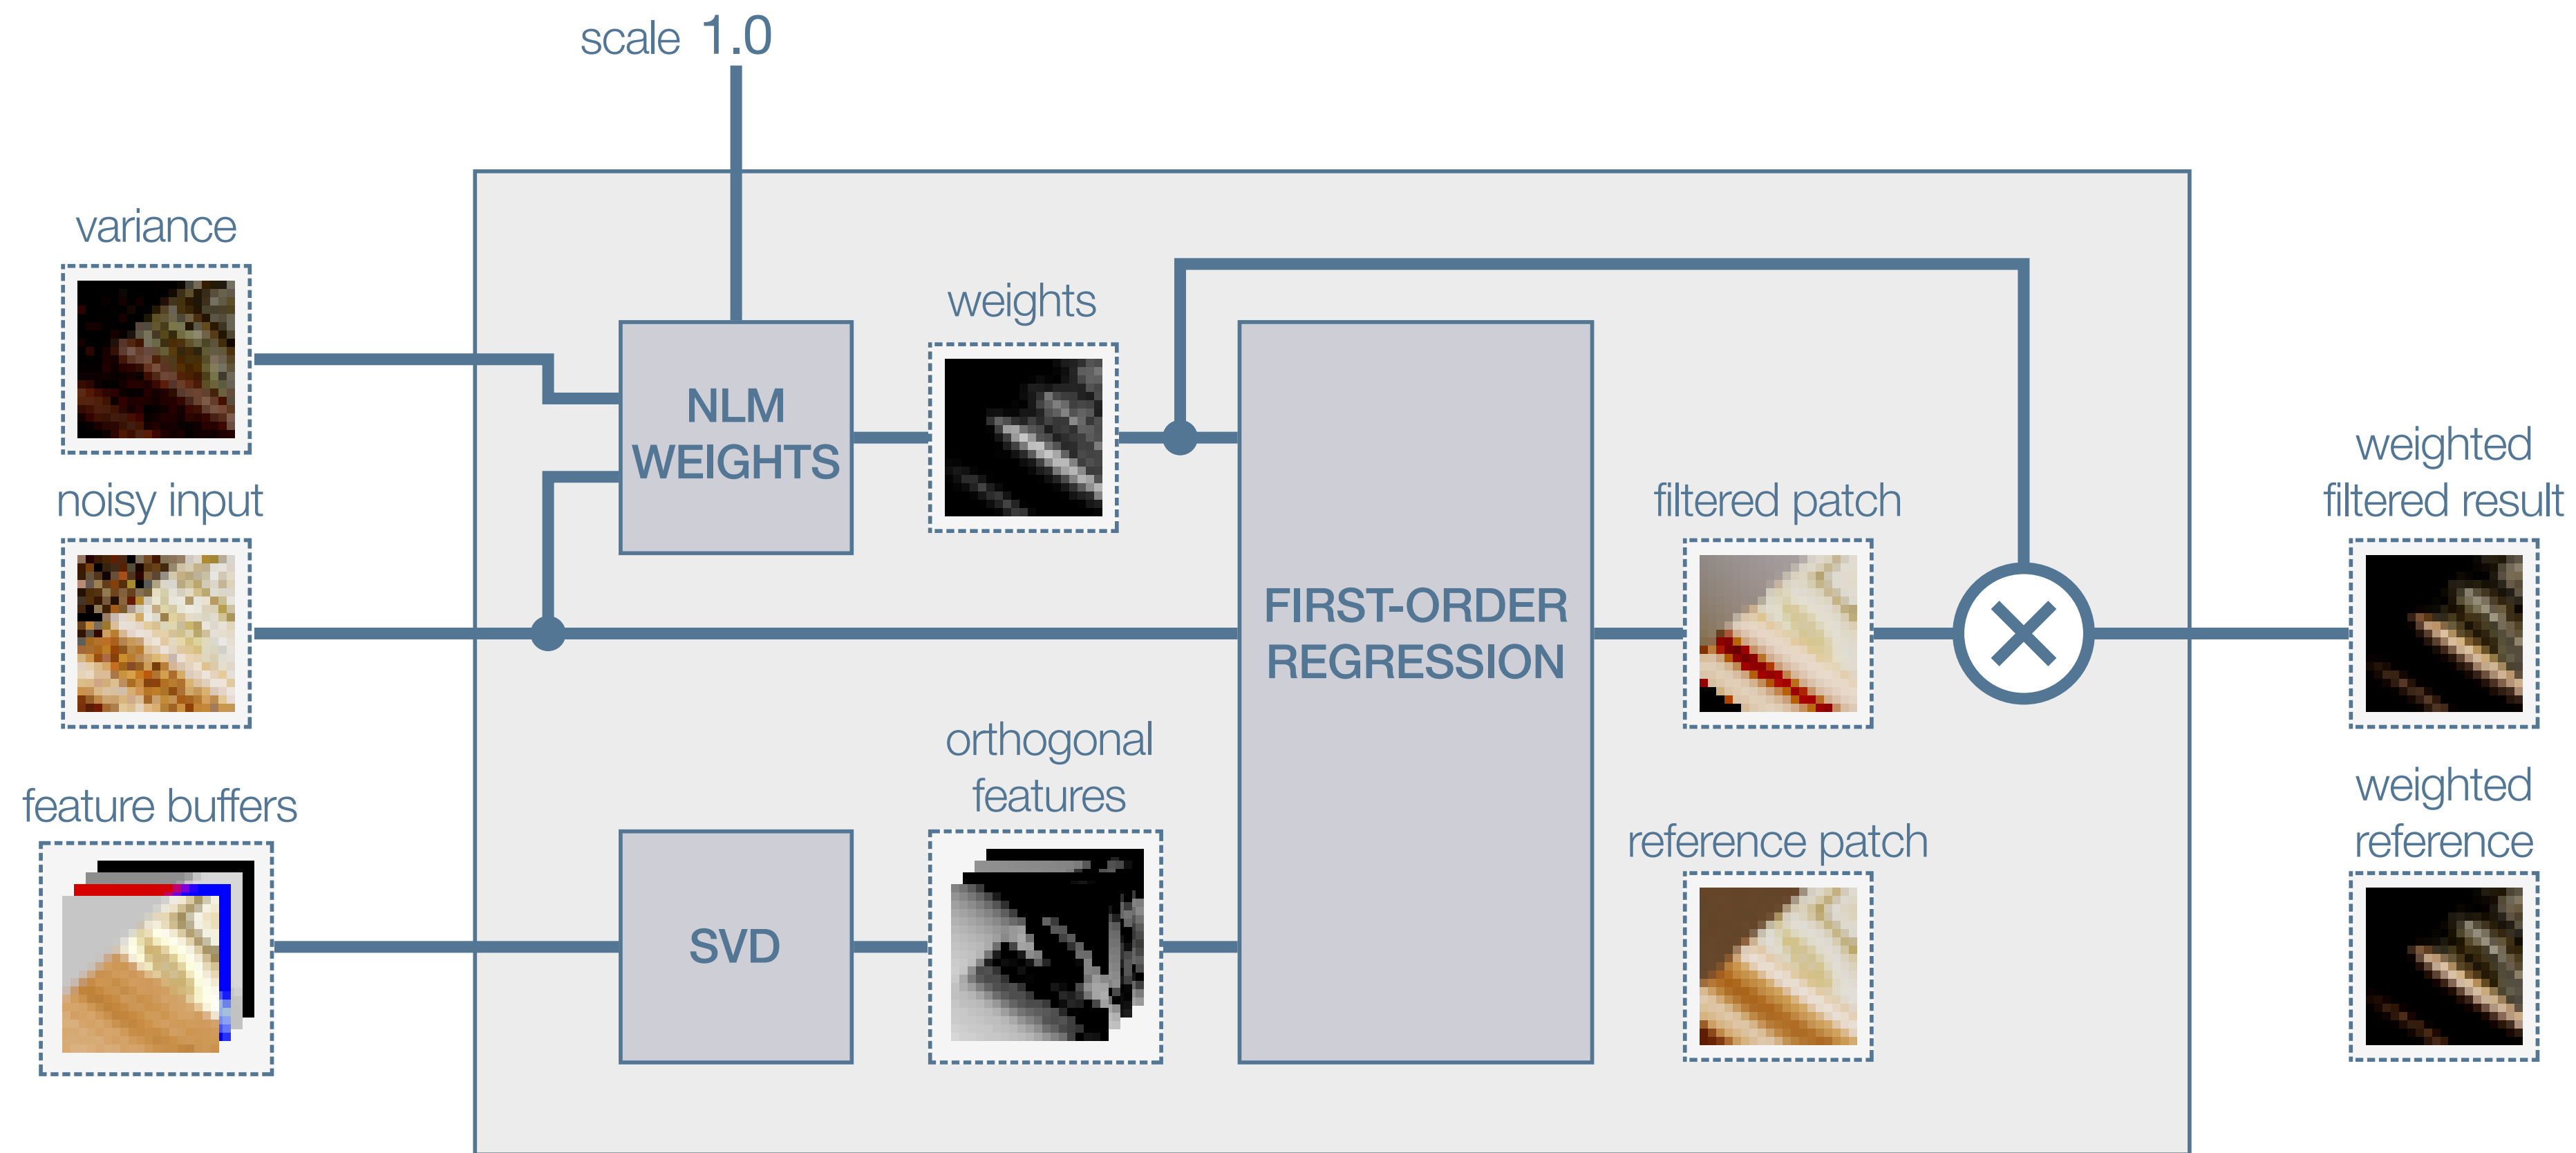 scale 1.0
variance
weights
NLM
WEIGHTS
noisy input
filtered patch
weighted
filtered result
FIRST-ORDER
REGRESSION
orthogonal
features
feature buffers
SVD
reference patch
weighted
reference